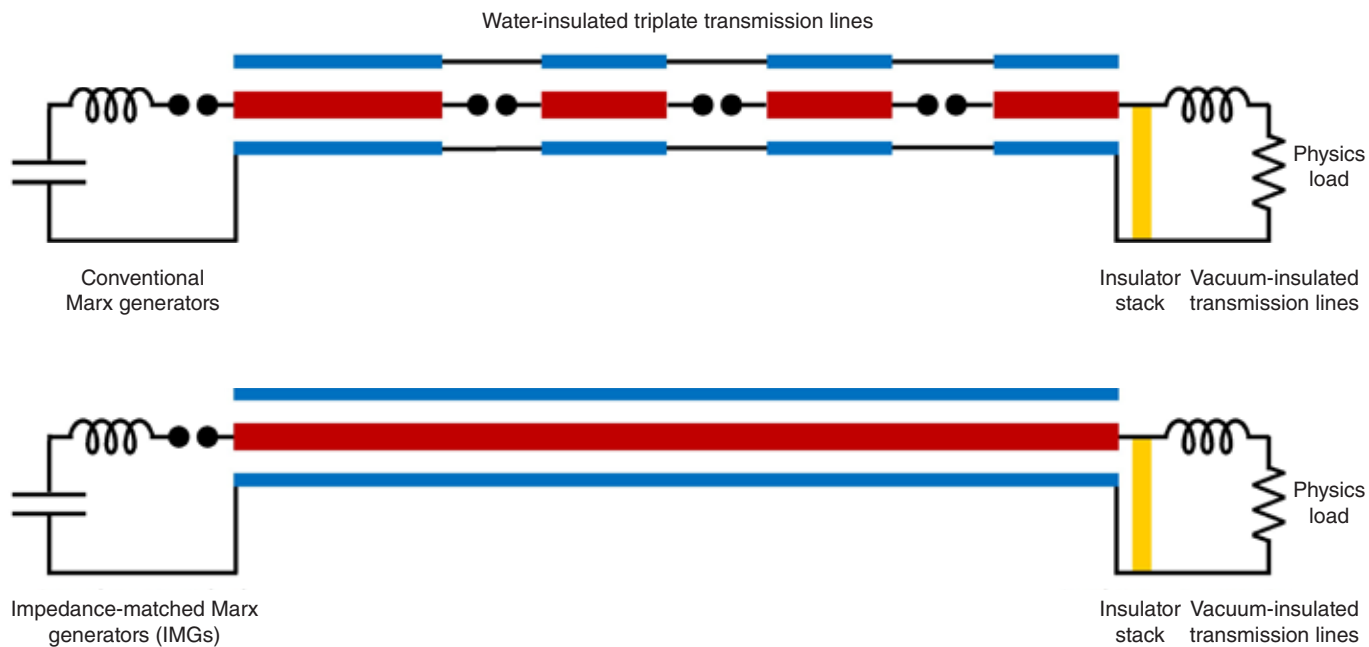 Water-insulated triplate transmission lines
Physics
load
Conventional
Marx generators
Insulator
stack
Vacuum-insulated
transmission lines
Physics
load
Impedance-matched Marx
generators (IMGs)
Insulator
stack
Vacuum-insulated
transmission lines